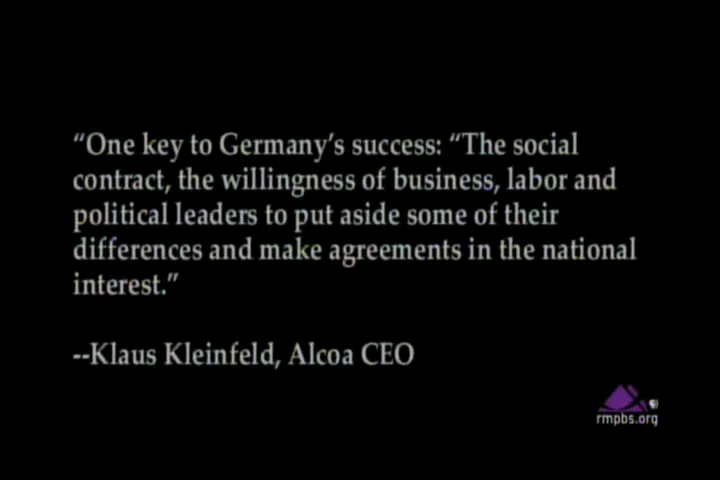 “One key to Germany’s success: “The social
contract, the willingness of business, labor and
political leaders to put aside some of their
differences and make agreements in the national
interest.”
--Klaus Kleinfeld, Alcoa CEO
rmpbs.org